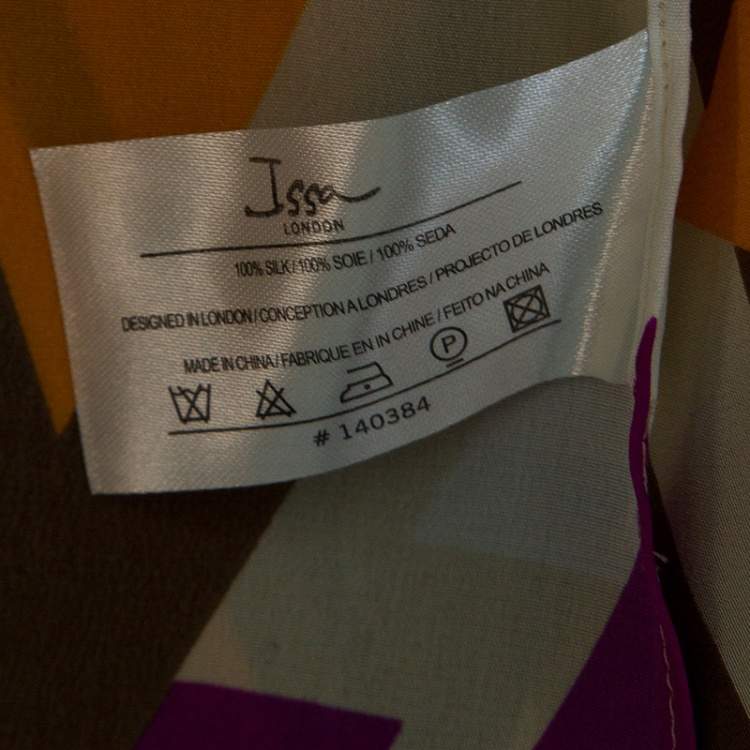 Issa
LONDON
100% SILK / 100% SOIE / 100% SEDA
DESIGNED IN LONDON / CONCEPTION A LONDRES / PROJECTO DE LONDRES
MADE IN CHINA / FABRIQUE EN IN CHINE / FEITO NA CHINA
P
# 140384